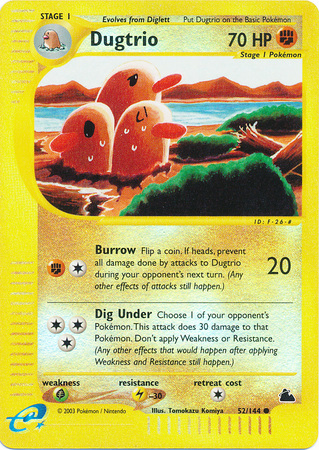 STAGE 1 Evolves from Diglett Put Dugtrio on the Basic Pokémon
Dugtrio 70 HP
Stage 1 Pokémon
ID: F-26-#
Burrow Flip a coin. If heads, prevent
all damage done by attacks to Dugtrio
during your opponent's next turn. (Any
other effects of attacks still happen.)
20
Dig Under Choose 1 of your opponent's
Pokémon. This attack does 30 damage to that
Pokémon. Don't apply Weakness or Resistance.
(Any other effects that would happen after applying
Weakness and Resistance still happen.)
weakness resistance retreat cost
-30
© 2003 Pokémon / Nintendo Illus. Tomokazu Komiya 52/144
e